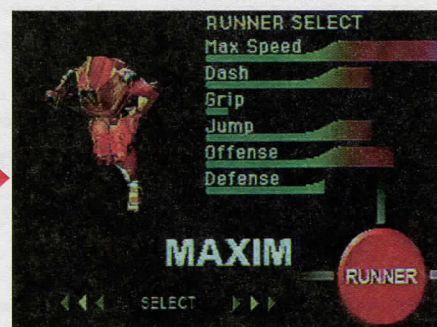 RUNNER SELECT
Max Speed
Dash
Grip
Jump
Offense
Defense
MAXIM
RUNNER
SELECT